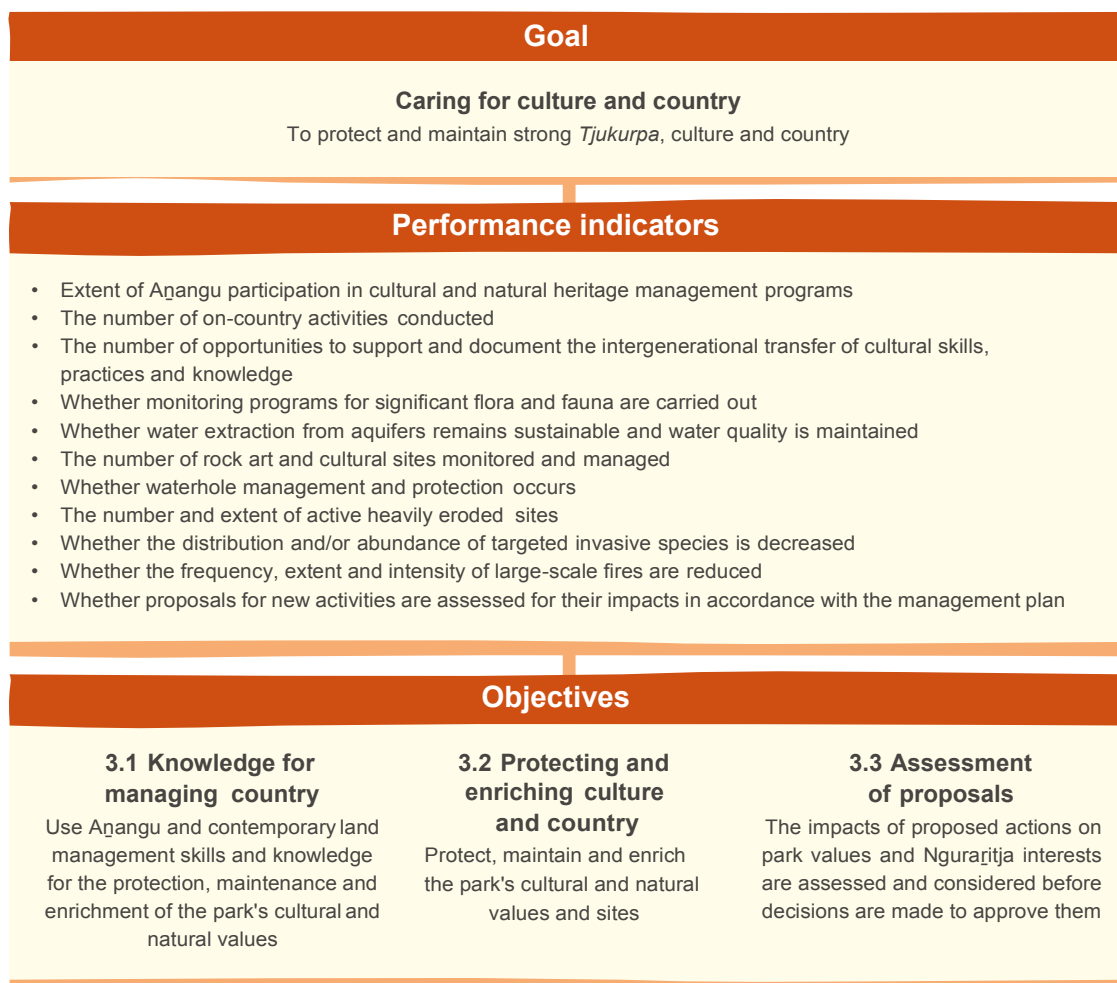 Goal
Caring for culture and country
To protect and maintain strong Tjukurpa, culture and country
Performance indicators
• Extent of Aṉangu participation in cultural and natural heritage management programs
• The number of on-country activities conducted
• The number of opportunities to support and document the intergenerational transfer of cultural skills,
practices and knowledge
• Whether monitoring programs for significant flora and fauna are carried out
• Whether water extraction from aquifers remains sustainable and water quality is maintained
• The number of rock art and cultural sites monitored and managed
• Whether waterhole management and protection occurs
• The number and extent of active heavily eroded sites
• Whether the distribution and/or abundance of targeted invasive species is decreased
• Whether the frequency, extent and intensity of large-scale fires are reduced
• Whether proposals for new activities are assessed for their impacts in accordance with the management plan
Objectives
3.1 Knowledge for
managing country
Use Aṉangu and contemporary land
management skills and knowledge
for the protection, maintenance and
enrichment of the park's cultural and
natural values
3.2 Protecting and
enriching culture
and country
Protect, maintain and enrich
the park's cultural and natural
values and sites
3.3 Assessment
of proposals
The impacts of proposed actions on
park values and Nguraṟitja interests
are assessed and considered before
decisions are made to approve them